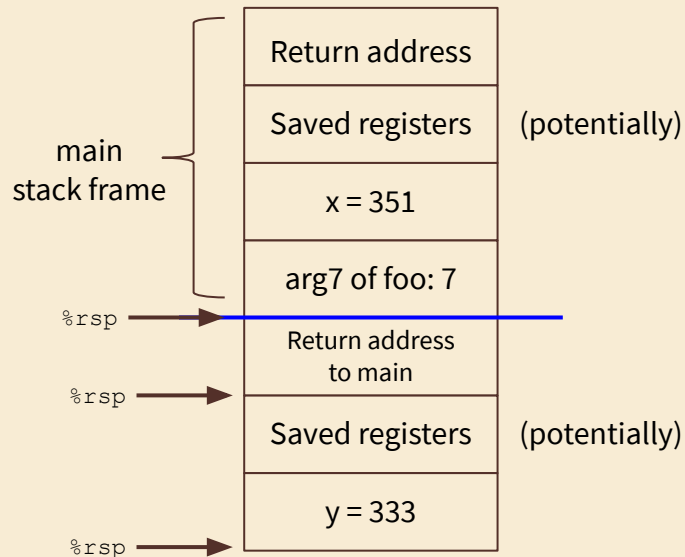 Return address
Saved registers (potentially)
main
stack frame
x = 351
arg7 of foo: 7
%rsp
Return address
to main
%rsp
Saved registers (potentially)
y = 333
%rsp